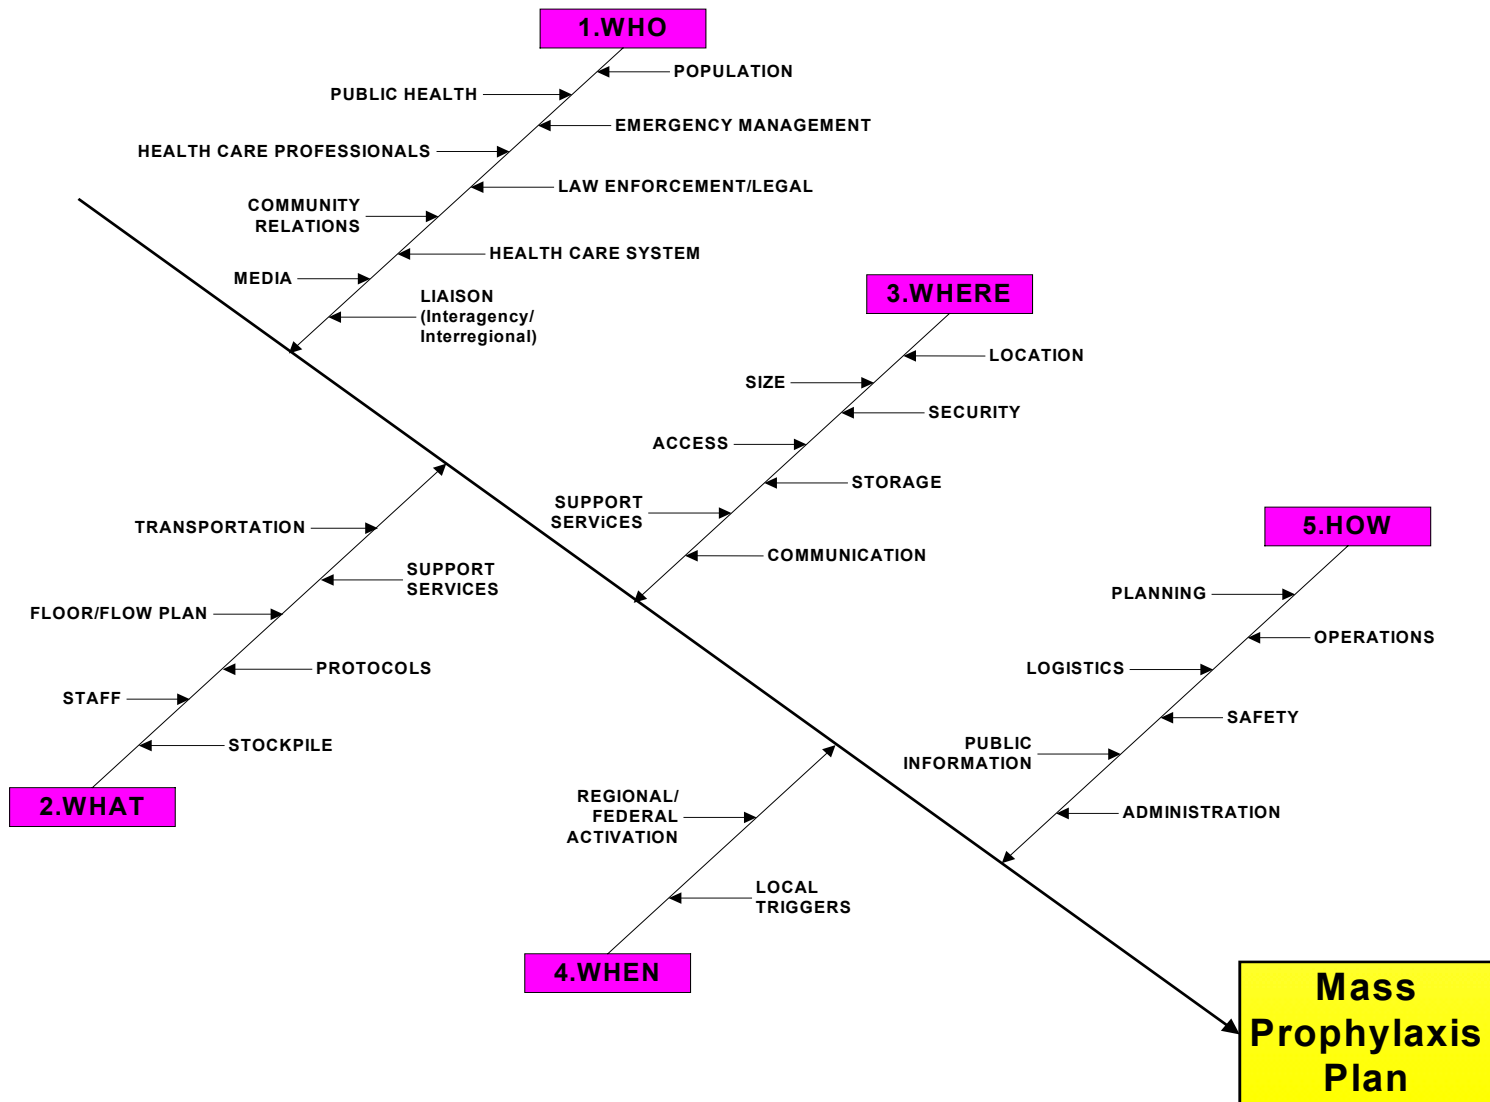 1.WHO
POPULATION
PUBLIC HEALTH
EMERGENCY MANAGEMENT
HEALTH CARE PROFESSIONALS
LAW ENFORCEMENT/LEGAL
COMMUNITY
RELATIONS
HEALTH CARE SYSTEM
MEDIA
LIAISON
(Interagency/
Interregional)
3.WHERE
LOCATION
SIZE
SECURITY
ACCESS
STORAGE
SUPPORT
SERViCES
COMMUNICATION
TRANSPORTATION
SUPPORT
SERVICES
FLOOR/FLOW PLAN
PROTOCOLS
STAFF
STOCKPILE
2.WHAT
5.HOW
PLANNING
OPERATIONS
LOGISTICS
SAFETY
PUBLIC
INFORMATION
ADMINISTRATION
REGIONAL/
FEDERAL
ACTIVATION
LOCAL
TRIGGERS
4.WHEN
Mass
Prophylaxis
Plan